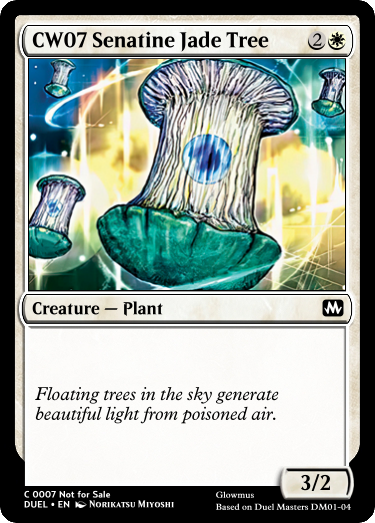 CW07 Senatine Jade Tree 2
Creature — Plant
Floating trees in the sky generate
beautiful light from poisoned air.
3/2
C 0007 Not for Sale
DUEL • EN Norikatsu Miyoshi
Glowmus
Based on Duel Masters DM01-04